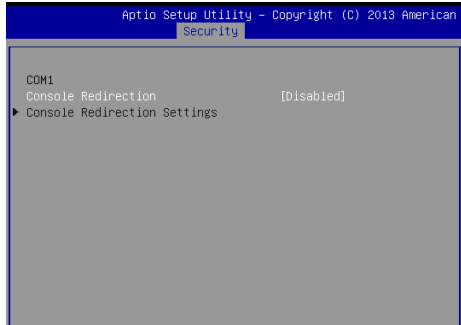 Aptio Setup Utility – Copyright (C) 2013 American
Security
COM1
Console Redirection [Disabled]
Console Redirection Settings